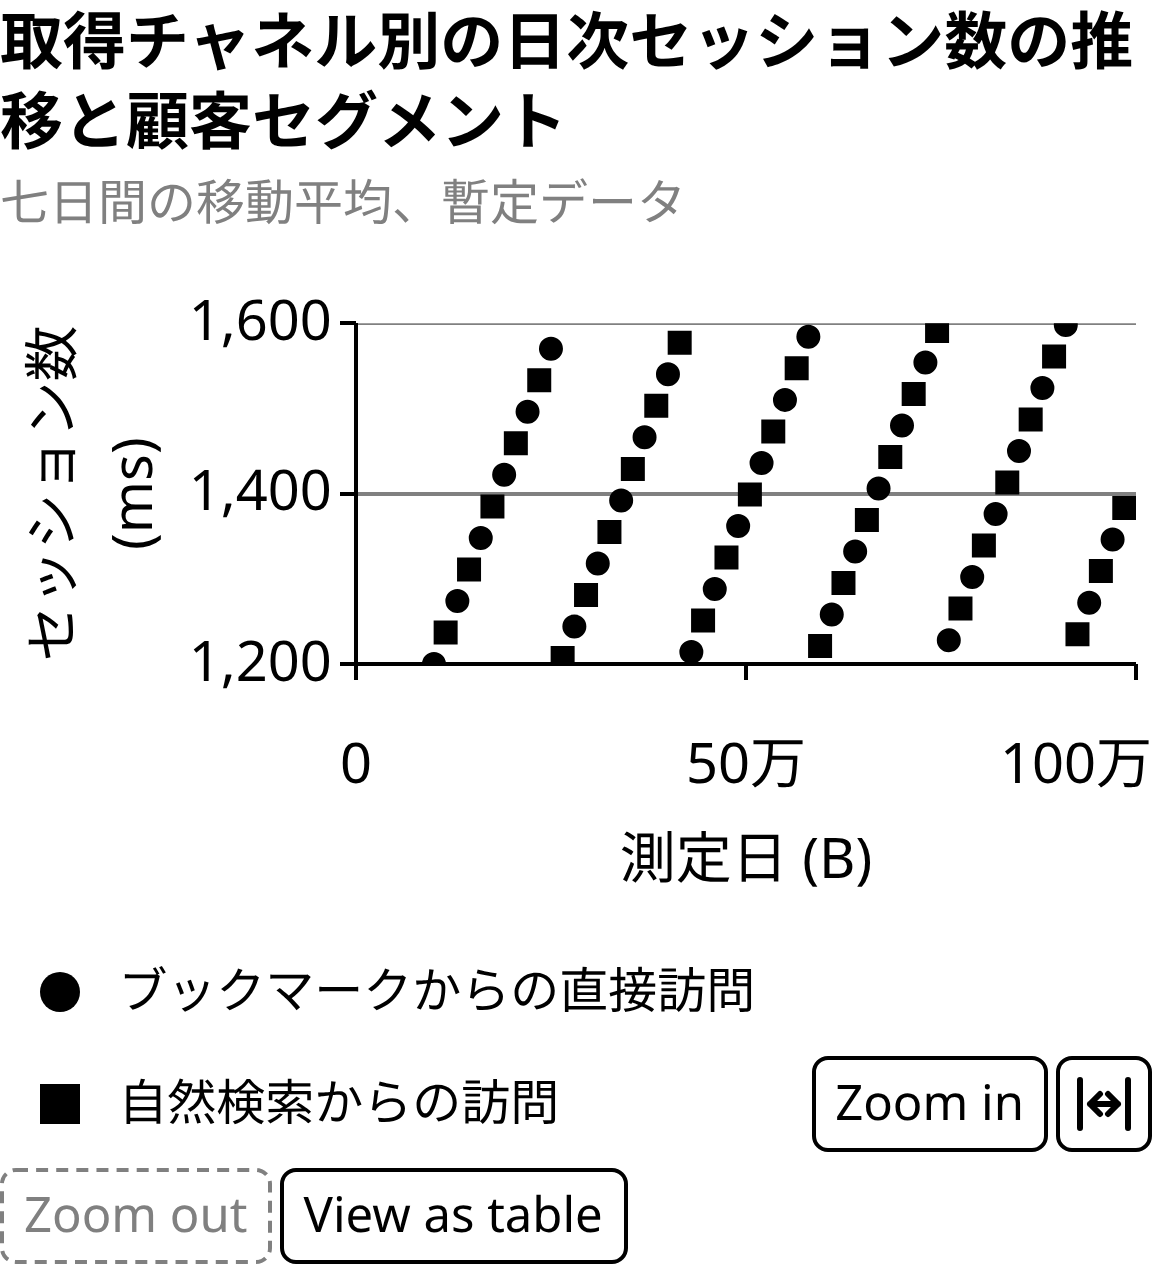 取得チャネル別の日次セッション数の推
移と顧客セグメント
七日間の移動平均、暫定データ
セッション数
(ms)
1,600
1,400
1,200
0
50万
100万
測定日 (B)
ブックマークからの直接訪問
自然検索からの訪問
Zoom in
Zoom out
View as table